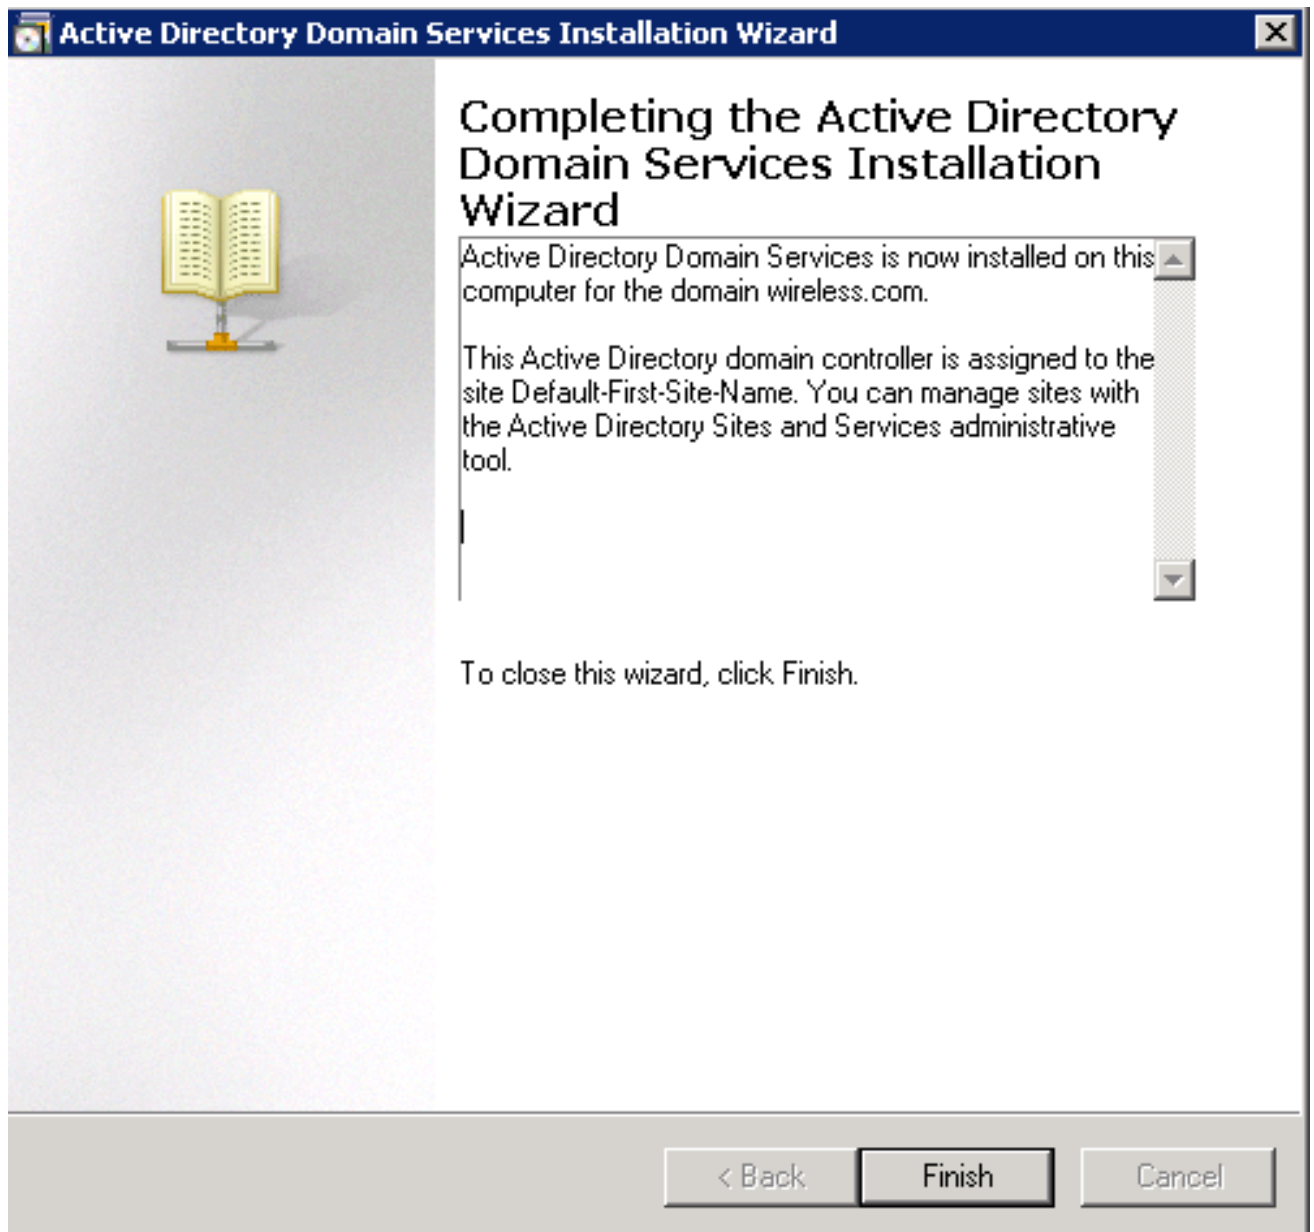 Active Directory Domain Services Installation Wizard
Completing the Active Directory
Domain Services Installation
Wizard
Active Directory Domain Services is now installed on this
computer for the domain wireless.com.
This Active Directory domain controller is assigned to the
site Default-First-Site-Name. You can manage sites with
the Active Directory Sites and Services administrative
tool.
To close this wizard, click Finish.
< Back
Finish
Cancel